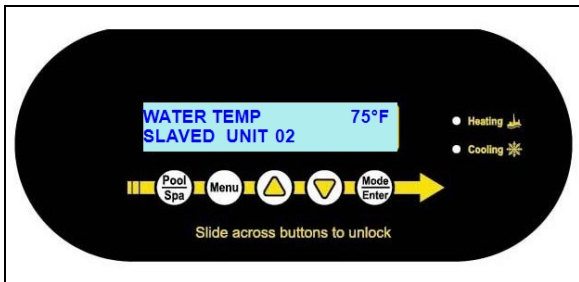 WATER TEMP 75°F
SLAVED UNIT 02
Heating
Cooling
Pool Spa Menu Mode Enter
Slide across buttons to unlock